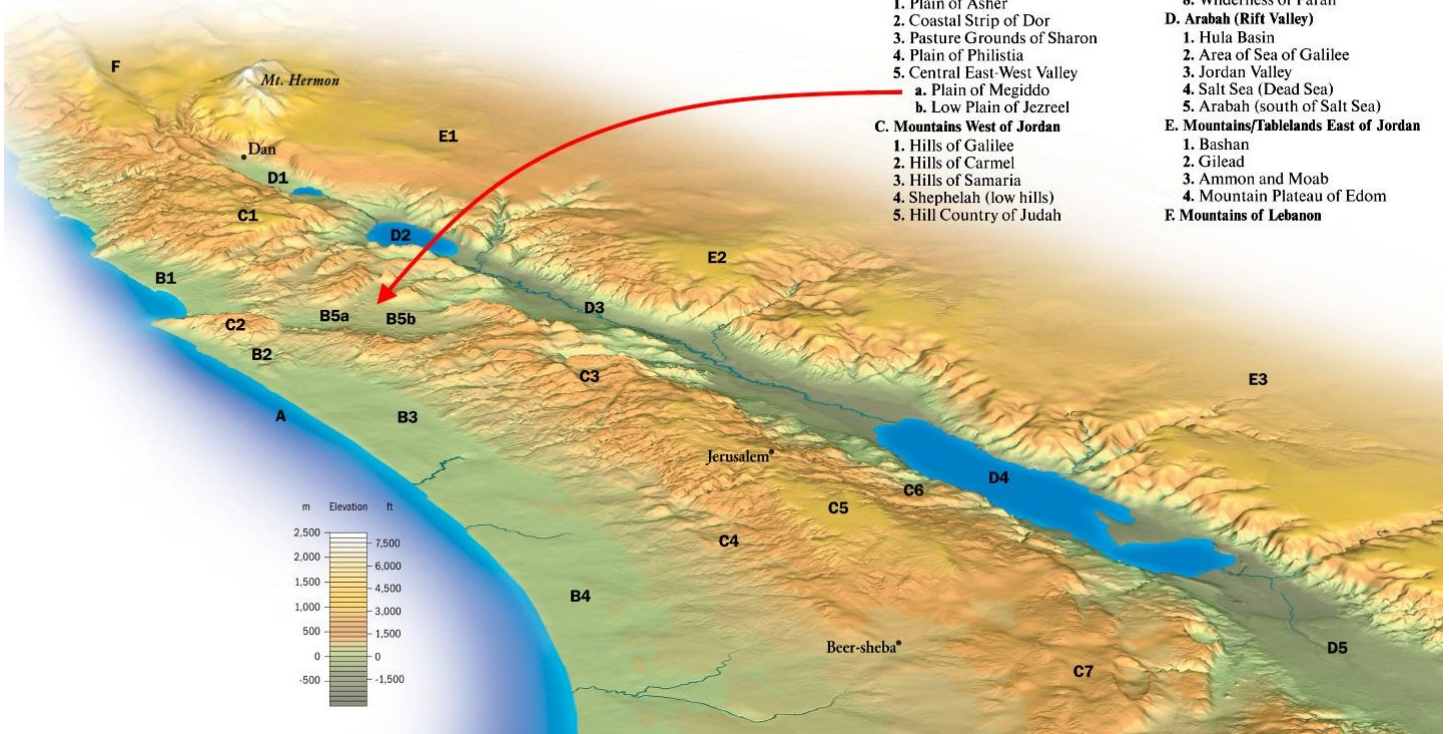 1. Plain of Asher
2. Coastal Strip of Dor
3. Pasture Grounds of Sharon
4. Plain of Philistia
5. Central East-West Valley
a. Plain of Megiddo
b. Low Plain of Jezreel
C. Mountains West of Jordan
1. Hills of Galilee
2. Hills of Carmel
3. Hills of Samaria
4. Shephelah (low hills)
5. Hill Country of Judah
8. Wilderness of Paran
D. Arabah (Rift Valley)
1. Hula Basin
2. Area of Sea of Galilee
3. Jordan Valley
4. Salt Sea (Dead Sea)
5. Arabah (south of Salt Sea)
E. Mountains/Tablelands East of Jordan
1. Bashan
2. Gilead
3. Ammon and Moab
4. Mountain Plateau of Edom
F. Mountains of Lebanon
F
Mt. Hermon
E1
Dan
D1
C1
D2
E2
B1
D3
B5a
B5b
C2
B2
C3
E3
A
B3
Jerusalem
D4
C6
C5
C4
B4
Beer-sheba
D5
C7
m Elevation ft
2,500
7,500
2,000
6,000
1,500
4,500
1,000
3,000
500
1,500
0
0
-500
-1,500